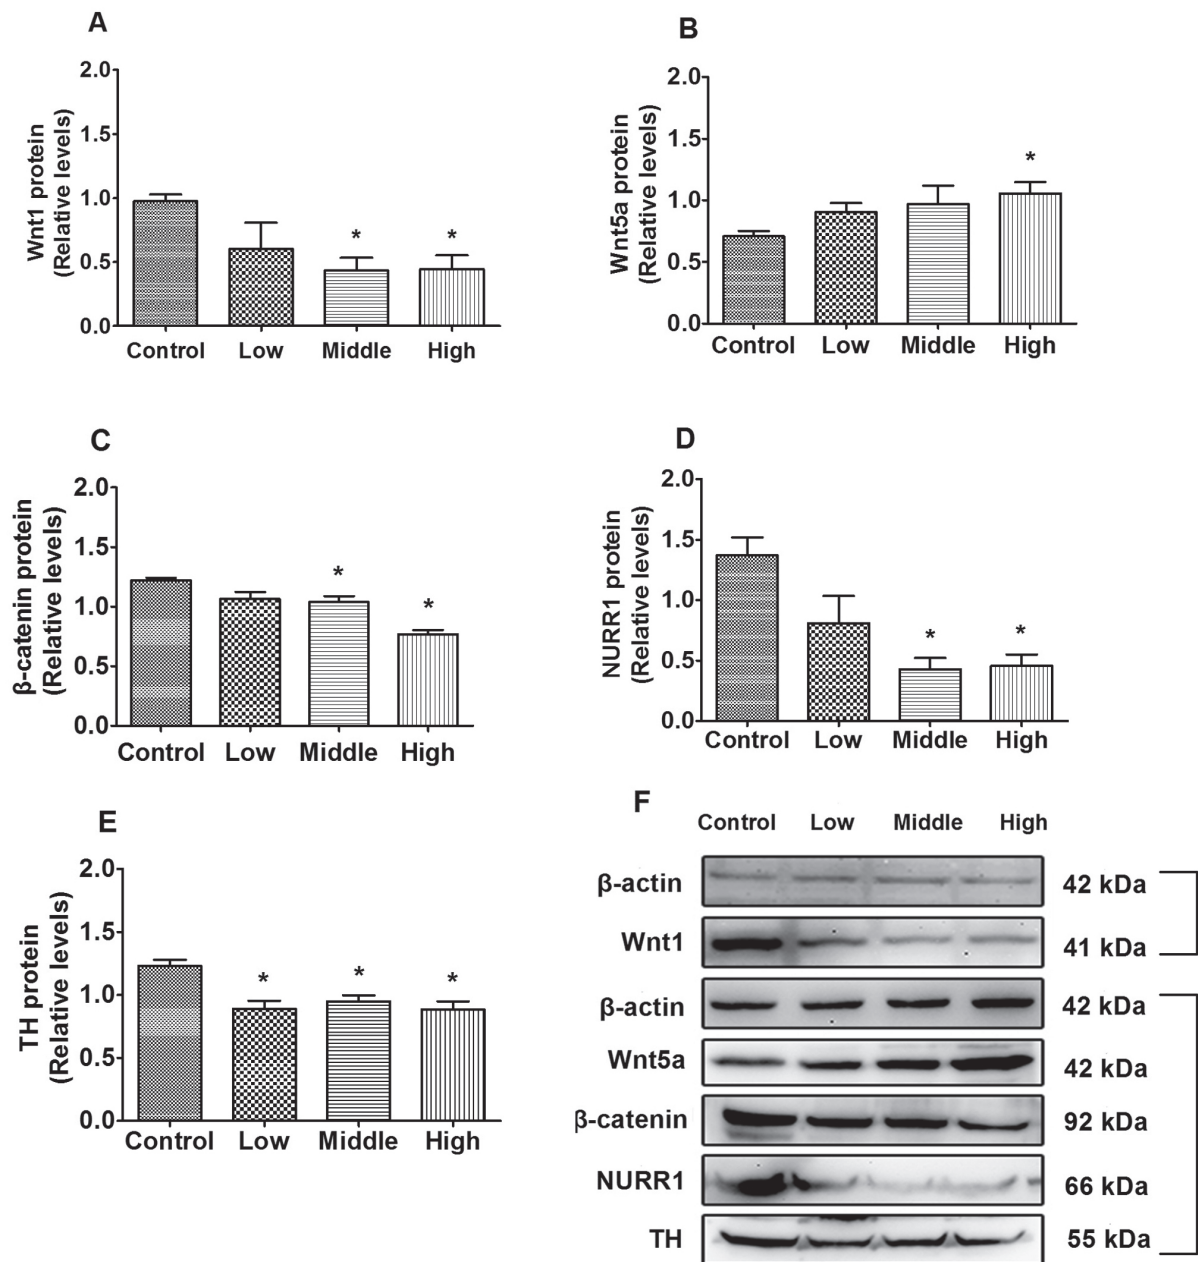 A
Wnt1 protein
(Relative levels)
2.0
1.5
1.0
0.5
0.0
*
*
Control Low Middle High
B
Wnt5a protein
(Relative levels)
2.0
1.5
1.0
0.5
0.0
*
Control Low Middle High
C
β-catenin protein
(Relative levels)
2.0
1.5
1.0
0.5
0.0
*
*
Control Low Middle High
D
NURR1 protein
(Relative levels)
2.0
1.5
1.0
0.5
0.0
*
*
Control Low Middle High
E
TH protein
(Relative levels)
2.0
1.5
1.0
0.5
0.0
*
*
*
Control Low Middle High
F
Control Low Middle High
β-actin 42 kDa
Wnt1 41 kDa
β-actin 42 kDa
Wnt5a 42 kDa
β-catenin 92 kDa
NURR1 66 kDa
TH 55 kDa